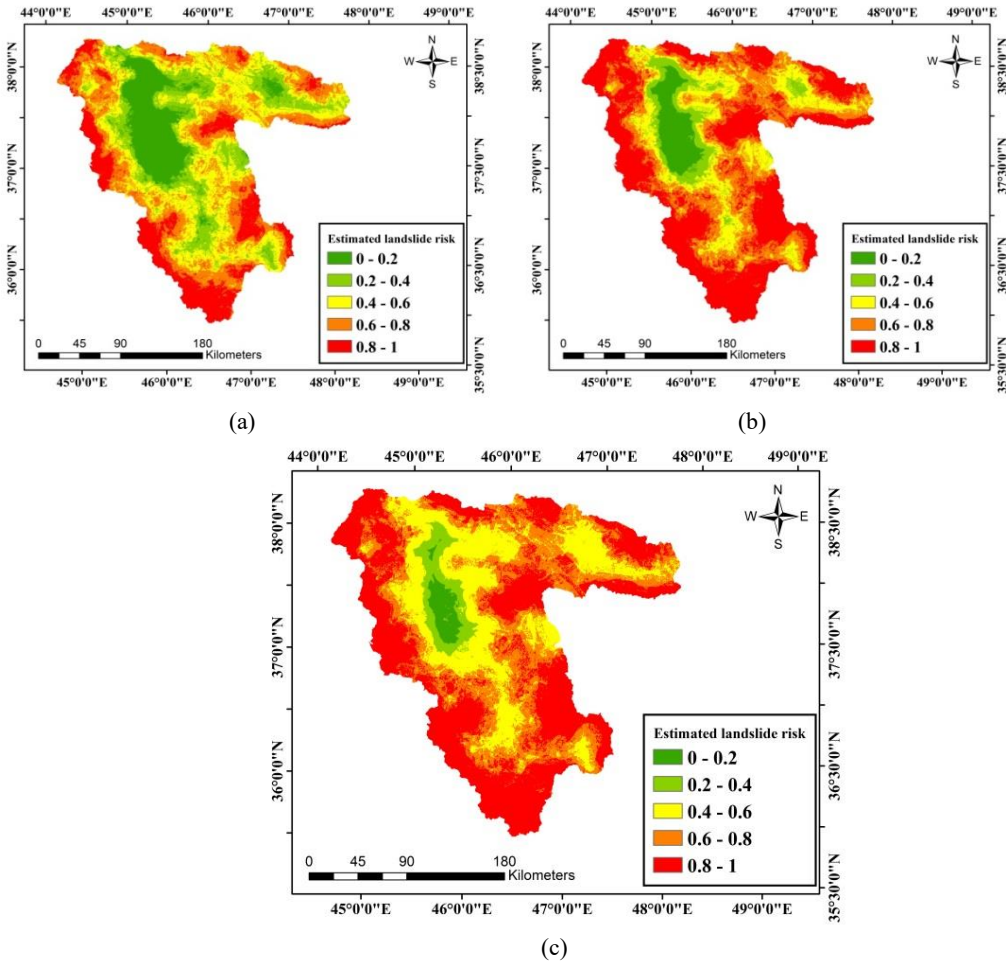 44°0'0"E 45°0'0"E 46°0'0"E 47°0'0"E 48°0'0"E 49°0'0"E
38°0'0"N
37°0'0"N
36°0'0"N
38°30'0"N
37°30'0"N
36°30'0"N
35°30'0"N
N
W E
S
Estimated landslide risk
0 - 0.2
0.2 - 0.4
0.4 - 0.6
0.6 - 0.8
0.8 - 1
0 45 90 180
Kilometers
45°0'0"E 46°0'0"E 47°0'0"E 48°0'0"E 49°0'0"E
(a)
44°0'0"E 45°0'0"E 46°0'0"E 47°0'0"E 48°0'0"E 49°0'0"E
38°0'0"N
37°0'0"N
36°0'0"N
38°30'0"N
37°30'0"N
36°30'0"N
35°30'0"N
N
W E
S
Estimated landslide risk
0 - 0.2
0.2 - 0.4
0.4 - 0.6
0.6 - 0.8
0.8 - 1
0 45 90 180
Kilometers
45°0'0"E 46°0'0"E 47°0'0"E 48°0'0"E 49°0'0"E
(b)
44°0'0"E 45°0'0"E 46°0'0"E 47°0'0"E 48°0'0"E 49°0'0"E
38°0'0"N
37°0'0"N
36°0'0"N
38°30'0"N
37°30'0"N
36°30'0"N
35°30'0"N
N
W E
S
Estimated landslide risk
0 - 0.2
0.2 - 0.4
0.4 - 0.6
0.6 - 0.8
0.8 - 1
0 45 90 180
Kilometers
45°0'0"E 46°0'0"E 47°0'0"E 48°0'0"E 49°0'0"E
(c)